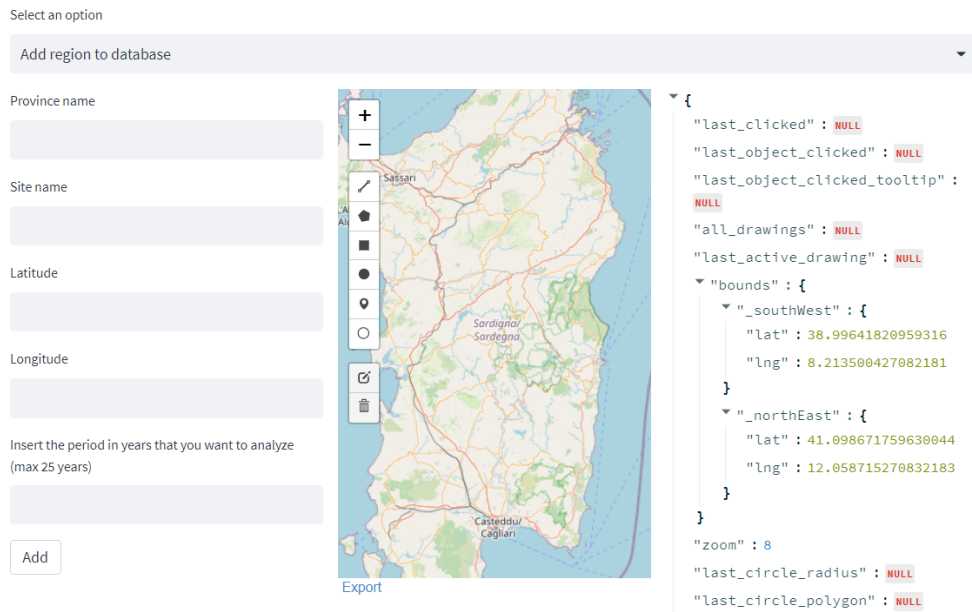 Select an option
Add region to database
Province name
Site name
Latitude
Longitude
Insert the period in years that you want to analyze
(max 25 years)
Add
+
−
Sassari
Sardigna/
Sardegna
Casteddu/
Cagliari
Export
{
"last_clicked" : NULL
"last_object_clicked" : NULL
"last_object_clicked_tooltip" :
NULL
"all_drawings" : NULL
"last_active_drawing" : NULL
"bounds" : {
"_southWest" : {
"lat" : 38.99641820959316
"lng" : 8.213500427082181
}
"_northEast" : {
"lat" : 41.098671759630044
"lng" : 12.058715270832183
}
}
"zoom" : 8
"last_circle_radius" : NULL
"last_circle_polygon" : NULL